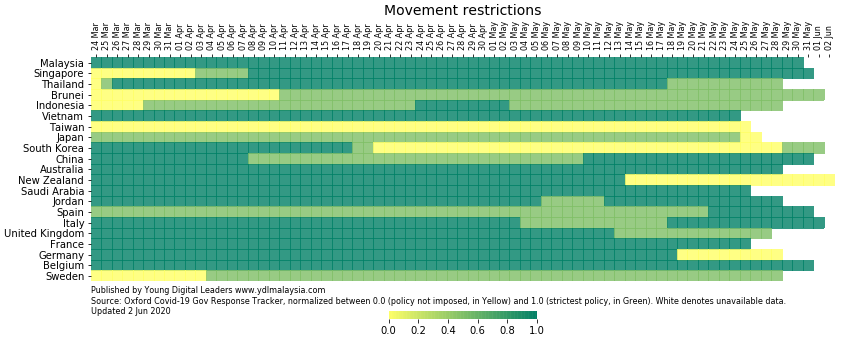 Movement restrictions
24 Mar
25 Mar
26 Mar
27 Mar
28 Mar
29 Mar
30 Mar
31 Mar
01 Apr
02 Apr
03 Apr
04 Apr
05 Apr
06 Apr
07 Apr
08 Apr
09 Apr
10 Apr
11 Apr
12 Apr
13 Apr
14 Apr
15 Apr
16 Apr
17 Apr
18 Apr
19 Apr
20 Apr
21 Apr
22 Apr
23 Apr
24 Apr
25 Apr
26 Apr
27 Apr
28 Apr
29 Apr
30 Apr
01 May
02 May
03 May
04 May
05 May
06 May
07 May
08 May
09 May
10 May
11 May
12 May
13 May
14 May
15 May
16 May
17 May
18 May
19 May
20 May
21 May
22 May
23 May
24 May
25 May
26 May
27 May
28 May
29 May
30 May
31 May
01 Jun
02 Jun
Malaysia
Singapore
Thailand
Brunei
Indonesia
Vietnam
Taiwan
Japan
South Korea
China
Australia
New Zealand
Saudi Arabia
Jordan
Spain
Italy
United Kingdom
France
Germany
Belgium
Sweden
Published by Young Digital Leaders www.ydlmalaysia.com
Source: Oxford Covid-19 Gov Response Tracker, normalized between 0.0 (policy not imposed, in Yellow) and 1.0 (strictest policy, in Green). White denotes unavailable data.
Updated 2 Jun 2020
0.0 0.2 0.4 0.6 0.8 1.0